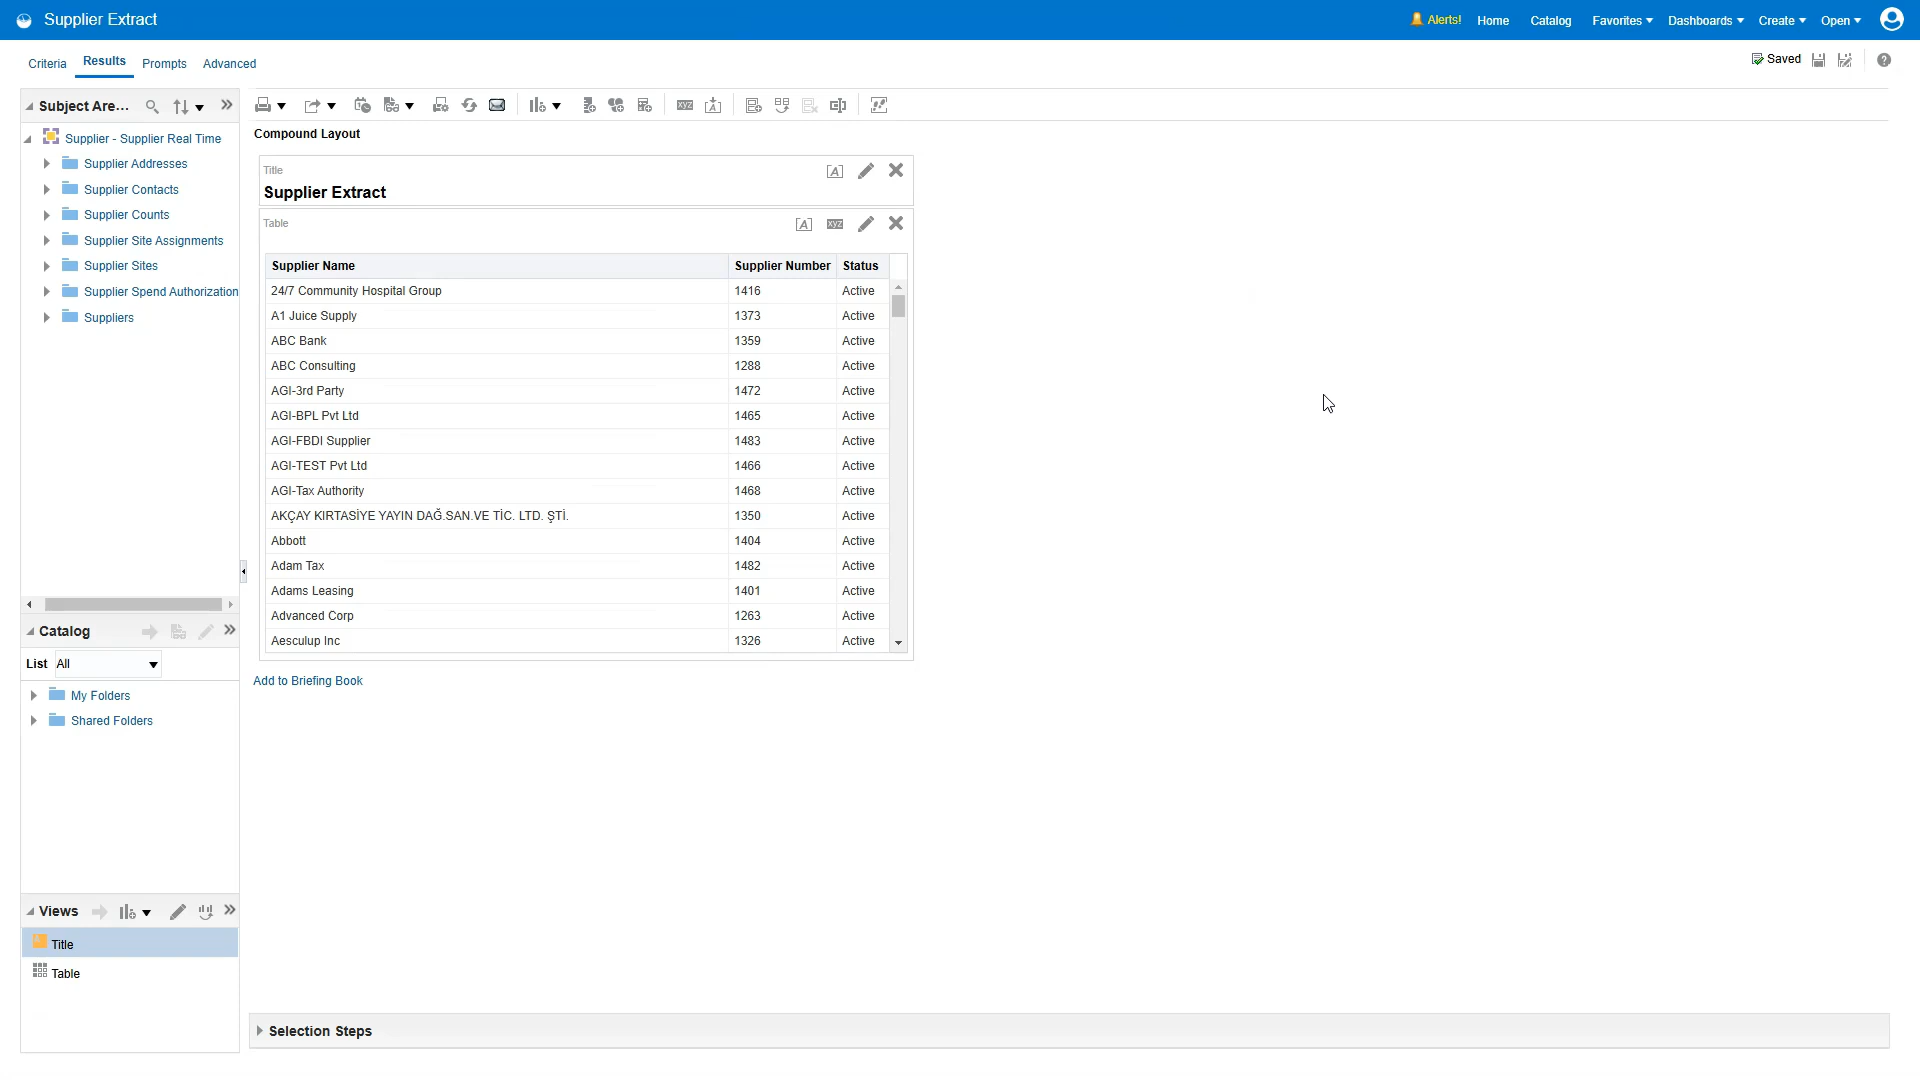 Supplier Extract
Alerts! Home Catalog Favorites Dashboards Create Open
Criteria Results Prompts Advanced
Saved
Subject Are...
Supplier - Supplier Real Time
Supplier Addresses
Supplier Contacts
Supplier Counts
Supplier Site Assignments
Supplier Sites
Supplier Spend Authorization
Suppliers
Catalog
List All
My Folders
Shared Folders
Views
Title
Table
Compound Layout
Title
Supplier Extract
Table
Supplier Name Supplier Number Status
24/7 Community Hospital Group 1416 Active
A1 Juice Supply 1373 Active
ABC Bank 1359 Active
ABC Consulting 1288 Active
AGI-3rd Party 1472 Active
AGI-BPL Pvt Ltd 1465 Active
AGI-FBDI Supplier 1483 Active
AGI-TEST Pvt Ltd 1466 Active
AGI-Tax Authority 1468 Active
AKÇAY KIRTASİYE YAYIN DAĞ.SAN.VE TİC. LTD. ŞTİ. 1350 Active
Abbott 1404 Active
Adam Tax 1482 Active
Adams Leasing 1401 Active
Advanced Corp 1263 Active
Aesculup Inc 1326 Active
Add to Briefing Book
Selection Steps